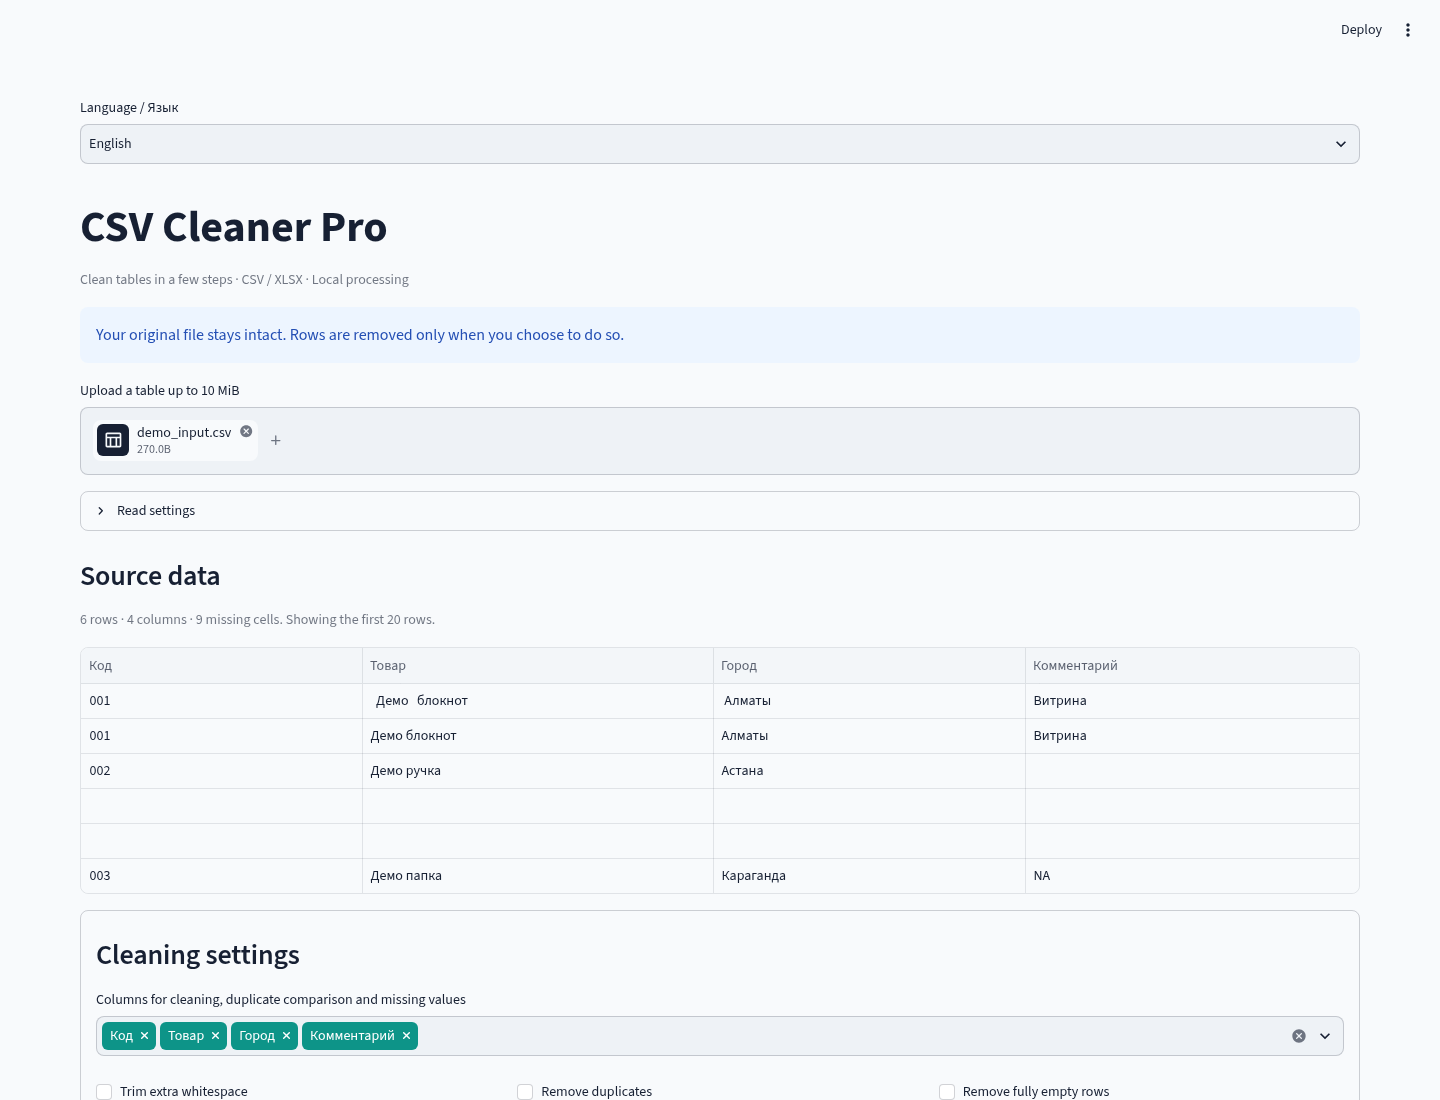 Deploy
Language / Язык
English
CSV Cleaner Pro
Clean tables in a few steps · CSV / XLSX · Local processing
Your original file stays intact. Rows are removed only when you choose to do so.
Upload a table up to 10 MiB
demo_input.csv
270.0B
Read settings
Source data
6 rows · 4 columns · 9 missing cells. Showing the first 20 rows.
Код Товар Город Комментарий
001 Демо   блокнот Алматы Витрина
001 Демо блокнот Алматы Витрина
002 Демо ручка Астана
003 Демо папка Караганда NA
Cleaning settings
Columns for cleaning, duplicate comparison and missing values
Код Товар Город Комментарий
Trim extra whitespace Remove duplicates Remove fully empty rows